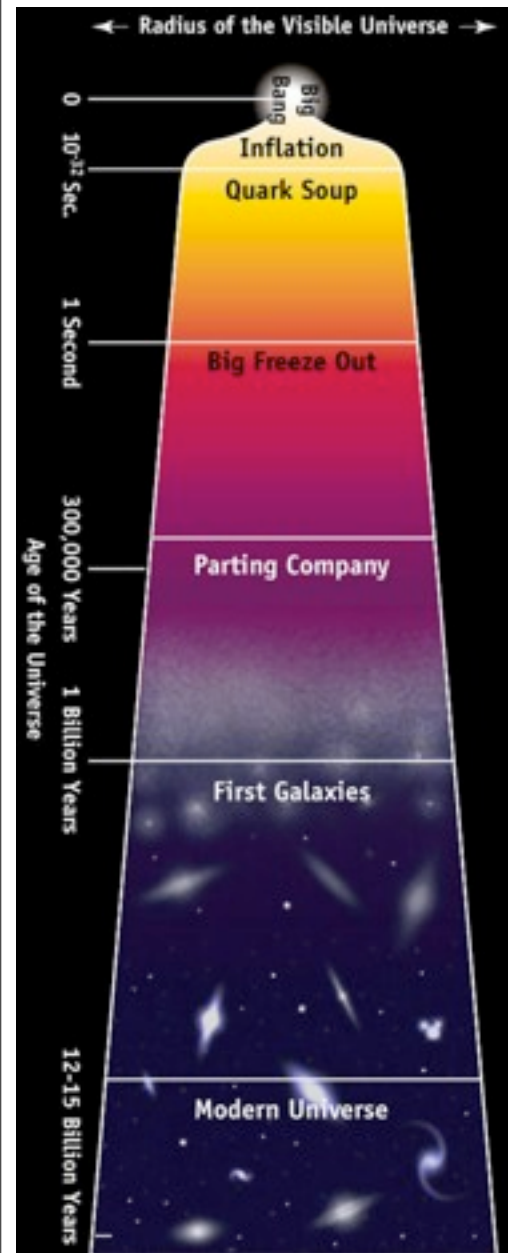 Radius of the Visible Universe
Big
Bang
0
Inflation
10-32 Sec.
Quark Soup
1 Second
Big Freeze Out
300,000 Years
Parting Company
Age of the Universe
1 Billion Years
First Galaxies
12-15 Billion Years
Modern Universe